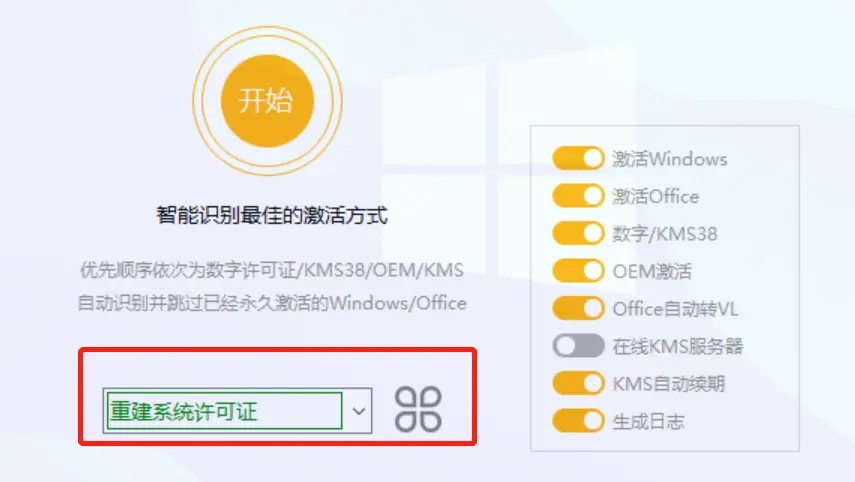 开始
智能识别最佳的激活方式
优先顺序依次为数字许可证/KMS38/OEM/KMS
自动识别并跳过已经永久激活的Windows/Office
重建系统许可证
激活Windows
激活Office
数字/KMS38
OEM激活
Office自动转VL
在线KMS服务器
KMS自动续期
生成日志